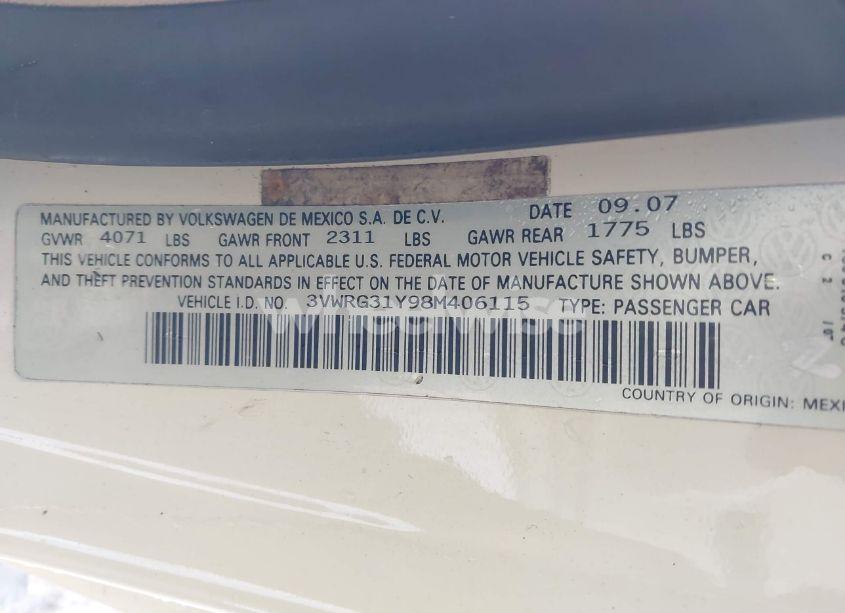 MANUFACTURED BY VOLKSWAGEN DE MEXICO S.A. DE C.V. DATE 09.07
GVWR 4071 LBS GAWR FRONT 2311 LBS GAWR REAR 1775 LBS
THIS VEHICLE CONFORMS TO ALL APPLICABLE U.S. FEDERAL MOTOR VEHICLE SAFETY, BUMPER,
AND THEFT PREVENTION STANDARDS IN EFFECT ON THE DATE OF MANUFACTURE SHOWN ABOVE.
VEHICLE I.D. NO. 3VWRG31Y98M406115 TYPE: PASSENGER CAR
wheelwise
COUNTRY OF ORIGIN: MEXI